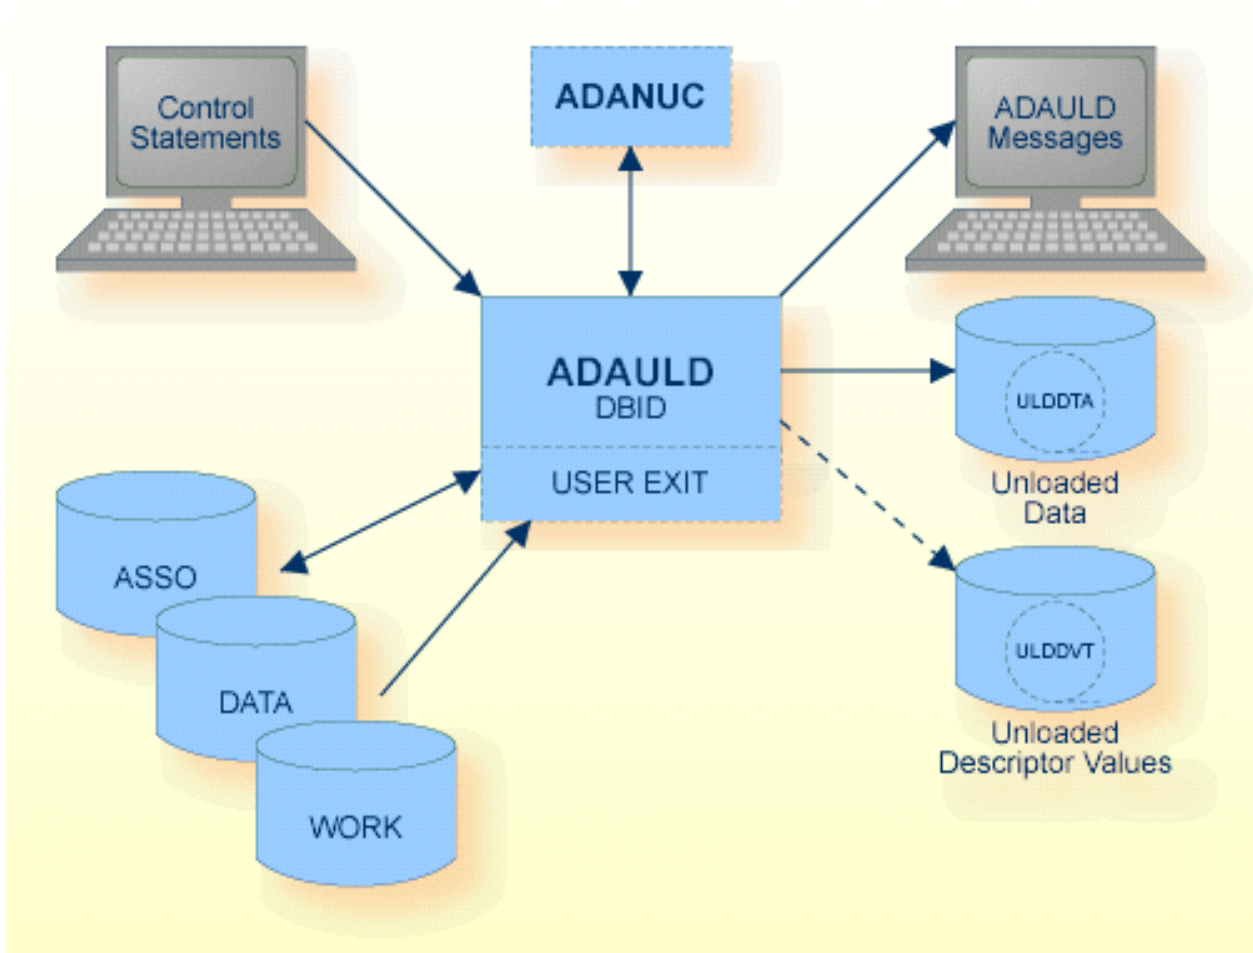 Control
Statements
ADANUC
ADAULD
Messages
ADAULD
DBID
USER EXIT
ULDDTA
Unloaded
Data
ASSO
DATA
WORK
ULDDVT
Unloaded
Descriptor Values